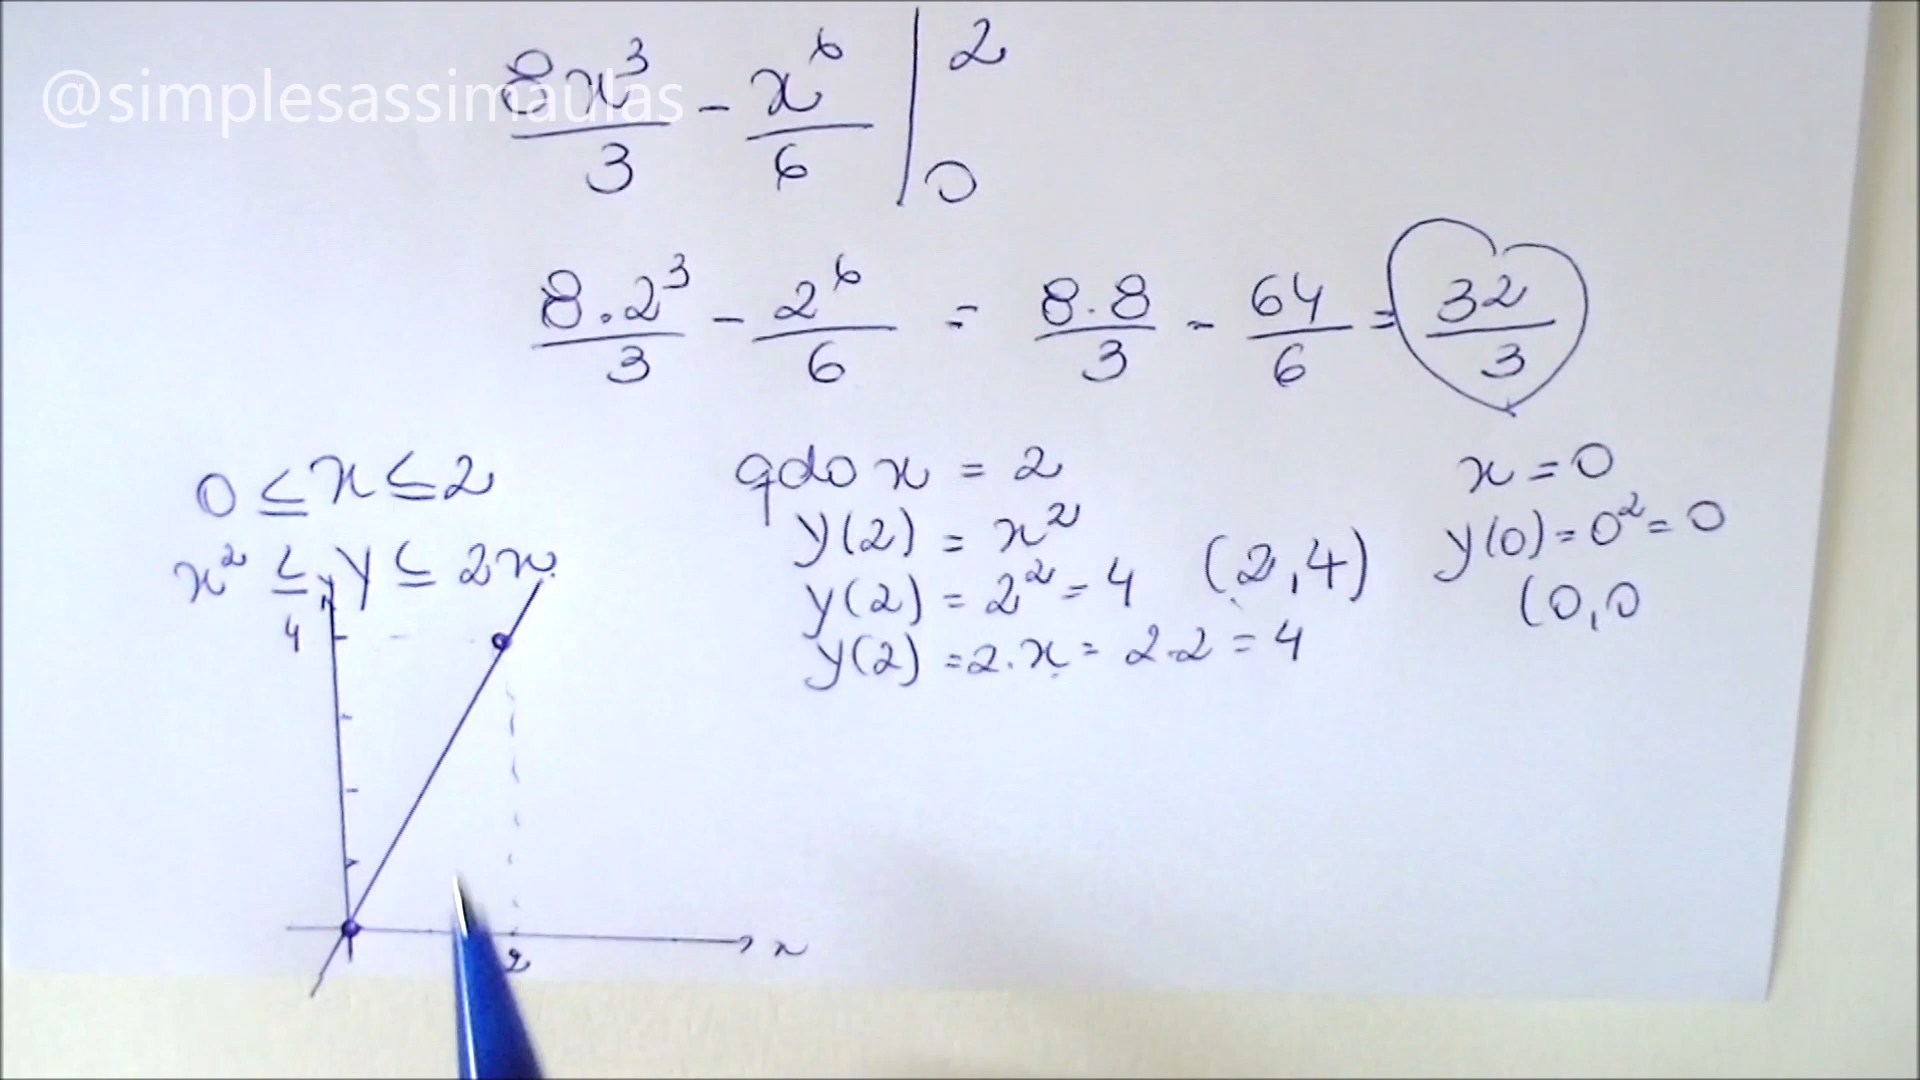 @simplesassimaulas
8x³/3 - x⁶/6 |₀²
8.2³/3 - 2⁶/6 = 8.8/3 - 64/6 = 32/3
0 ≤ x ≤ 2
x² ≤ y ≤ 2x
qdo x = 2
y(2) = x²
y(2) = 2² = 4 (2,4)
y(2) = 2.x = 2.2 = 4
x = 0
y(0) = 0² = 0
(0,0
y
4
2
x